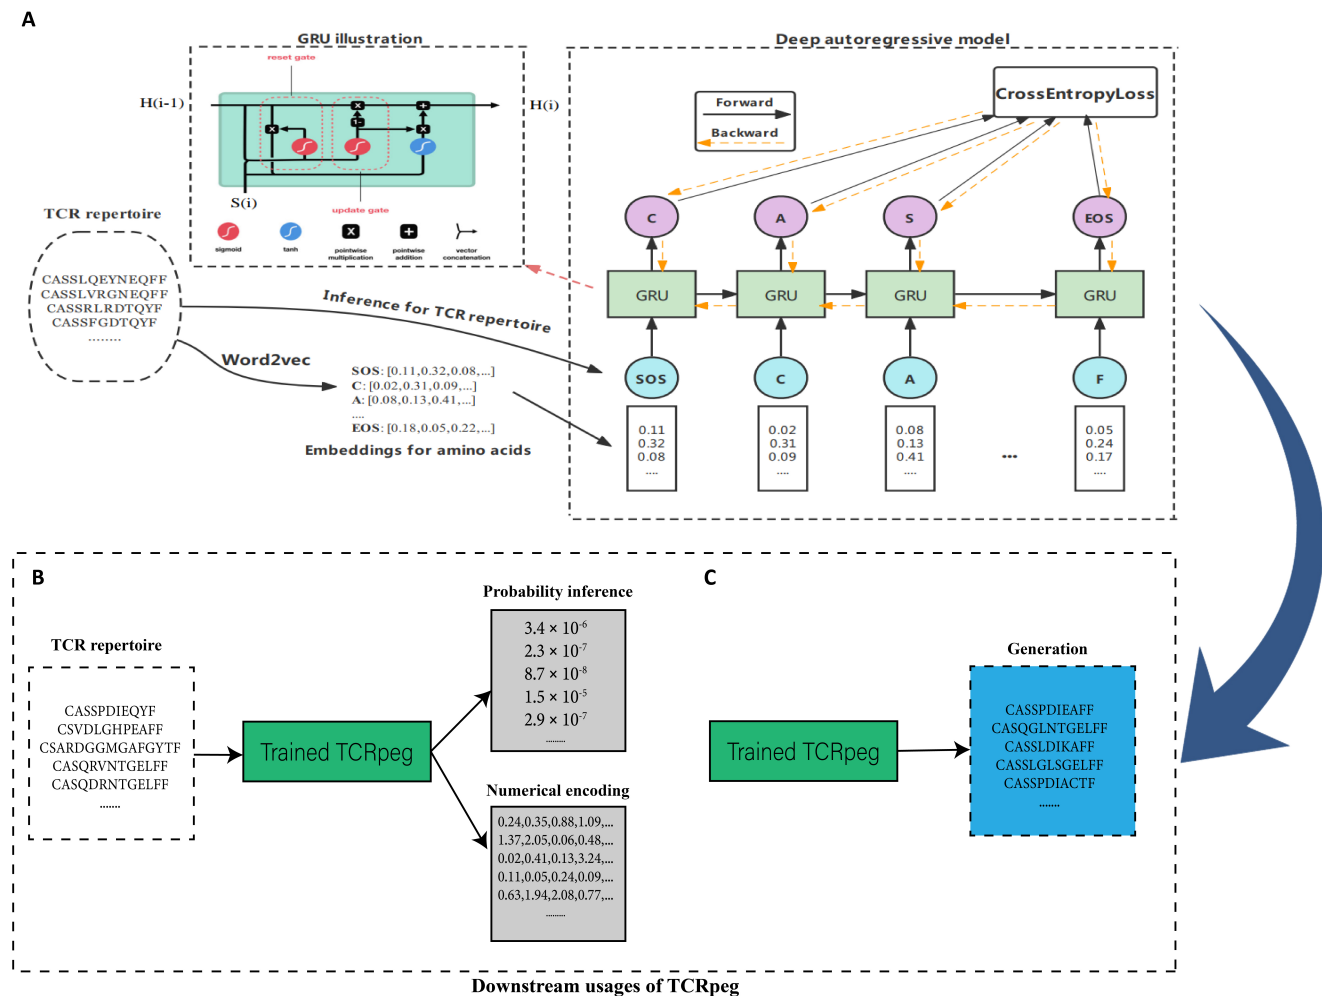 A
GRU illustration
reset gate
H(i-1)
H(i)
S(i)
update gate
sigmoid
tanh
pointwise
multiplication
pointwise
addition
vector
concatenation
TCR repertoire
CASSLQEYNEQFF
CASSLVRGNEQFF
CASSRLRDTQYF
CASSFGDTQYF
........
Inference for TCR repertoire
Word2vec
SOS: [0.11,0.32,0.08,...]
C: [0.02,0.31,0.09,...]
A: [0.08,0.13,0.41,...]
....
EOS: [0.18,0.05,0.22,...]
Embeddings for amino acids
Deep autoregressive model
Forward
Backward
CrossEntropyLoss
C A S EOS
GRU GRU GRU GRU
SOS C A F
0.11 0.02 0.08 0.05
0.32 0.31 0.13 0.24
0.08 0.09 0.41 ... 0.17
.... .... .... ....
B
TCR repertoire
CASSPDIEQYF
CSVDLGHPEAFF
CSARDGGMGAFGYTF
CASQRVNTGELFF
CASQDRNTGELFF
........
Trained TCRpeg
Probability inference
3.4 × 10⁻⁶
2.3 × 10⁻⁷
8.7 × 10⁻⁸
1.5 × 10⁻⁵
2.9 × 10⁻⁷
.........
Numerical encoding
0.24,0.35,0.88,1.09,...
1.37,2.05,0.06,0.48,...
0.02,0.41,0.13,3.24,...
0.11,0.05,0.24,0.09,...
0.63,1.94,2.08,0.77,...
.........
C
Trained TCRpeg
Generation
CASSPDIEAFF
CASQGLNTGELFF
CASSLDIKAFF
CASSLGLSGELFF
CASSPDIACTF
........
Downstream usages of TCRpeg